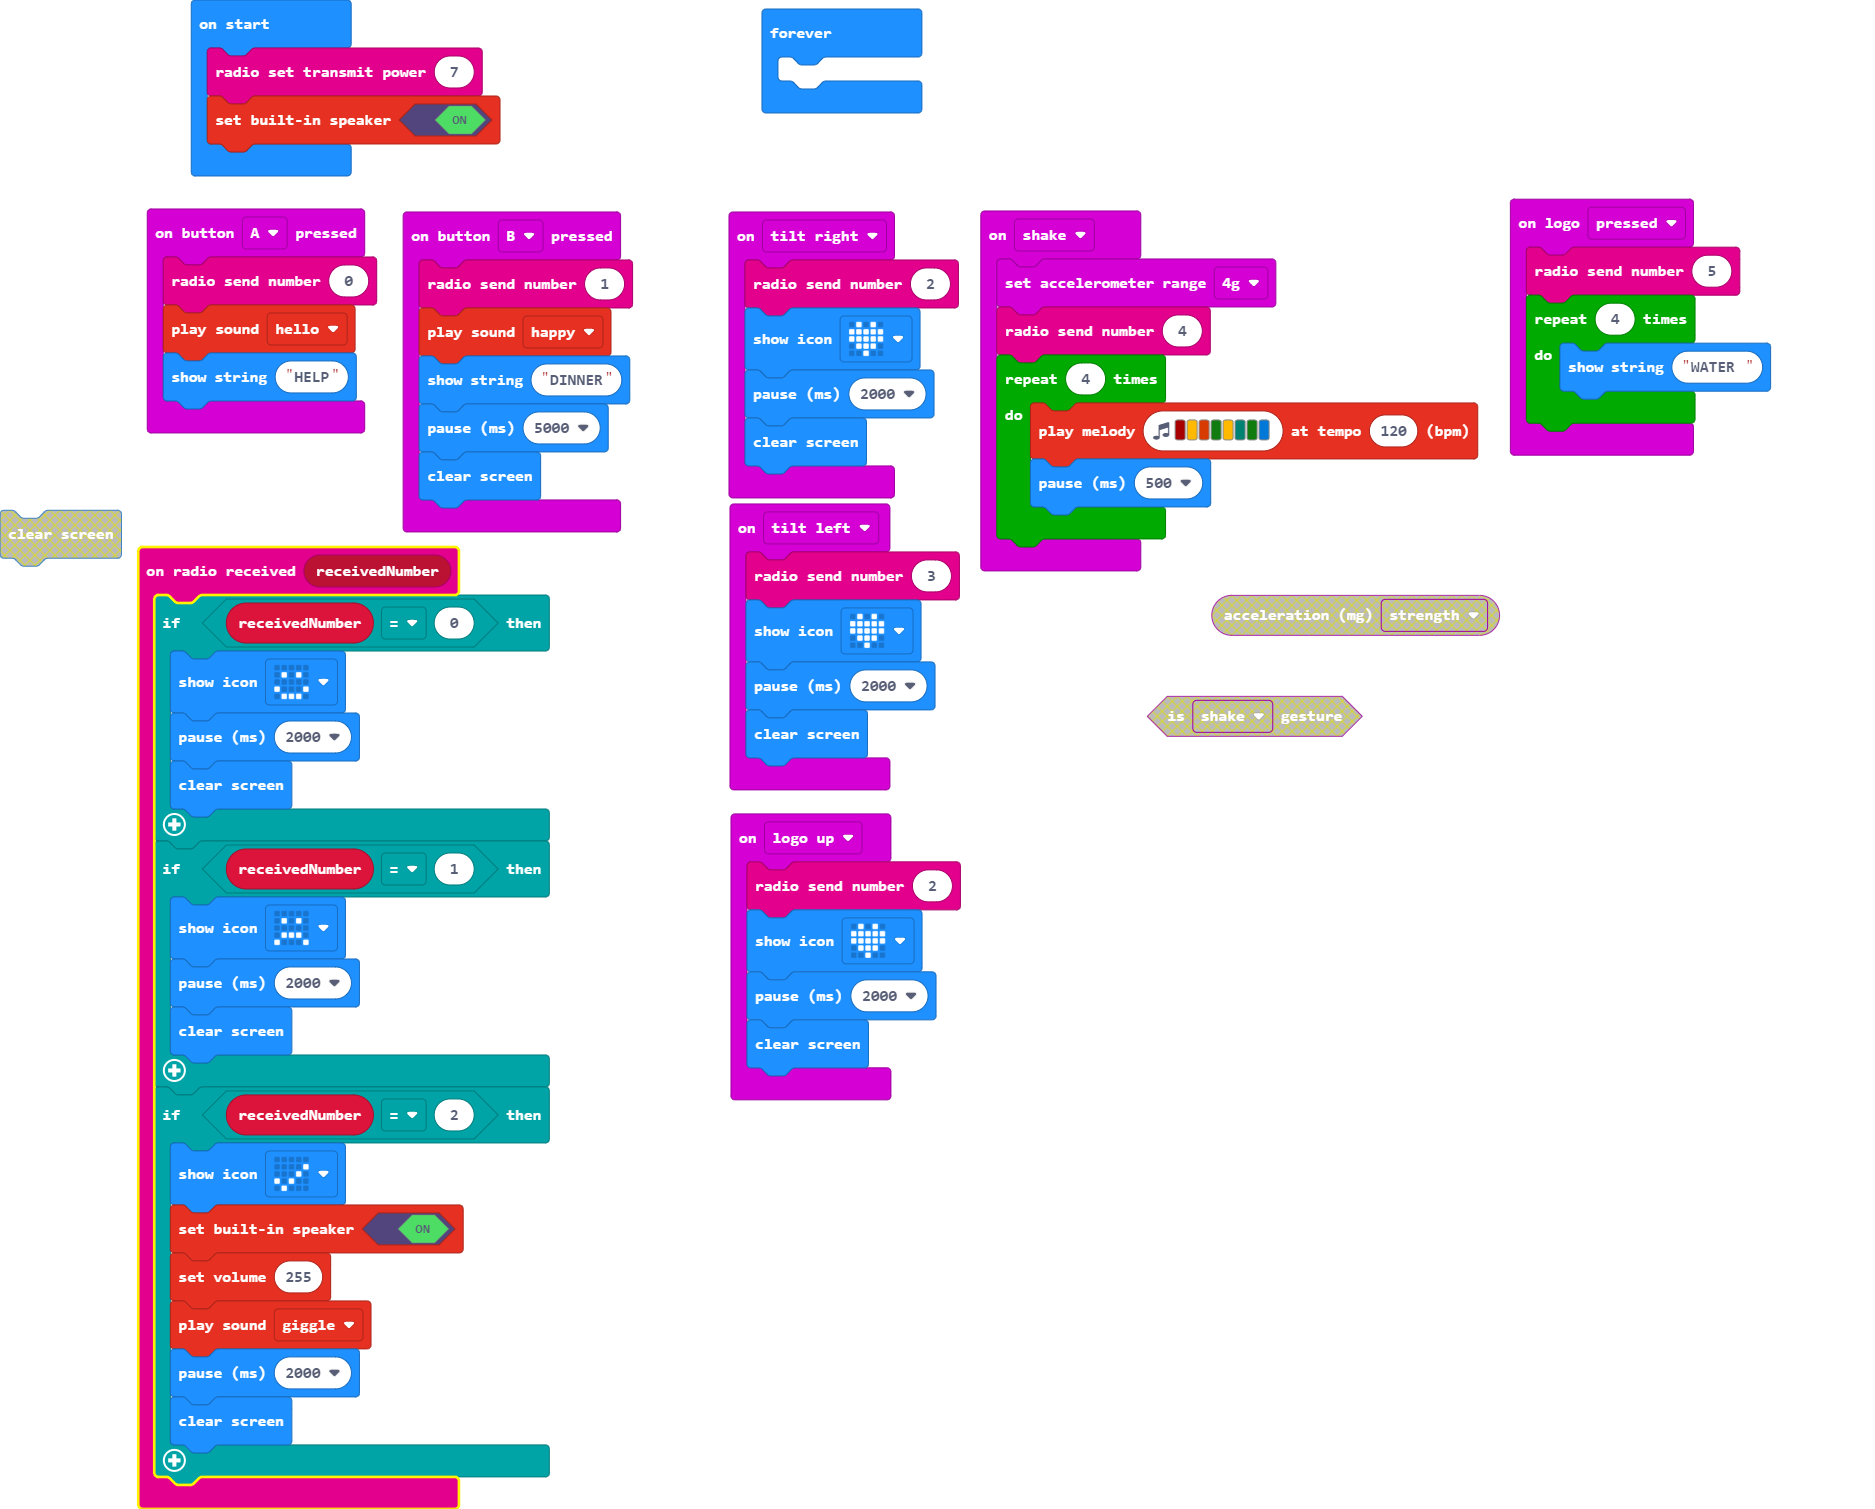 on start
radio set transmit power 7
set built-in speaker ON
forever
on button A pressed
radio send number 0
play sound hello
show string "HELP"
on button B pressed
radio send number 1
play sound happy
show string "DINNER"
pause (ms) 5000
clear screen
on tilt right
radio send number 2
show icon
pause (ms) 2000
clear screen
on shake
set accelerometer range 4g
radio send number 4
repeat 4 times
do
play melody at tempo 120 (bpm)
pause (ms) 500
on logo pressed
radio send number 5
repeat 4 times
do show string "WATER "
clear screen
on tilt left
radio send number 3
show icon
pause (ms) 2000
clear screen
on radio received receivedNumber
if receivedNumber = 0 then
show icon
pause (ms) 2000
clear screen
if receivedNumber = 1 then
show icon
pause (ms) 2000
clear screen
if receivedNumber = 2 then
show icon
set built-in speaker ON
set volume 255
play sound giggle
pause (ms) 2000
clear screen
acceleration (mg) strength
is shake gesture
on logo up
radio send number 2
show icon
pause (ms) 2000
clear screen